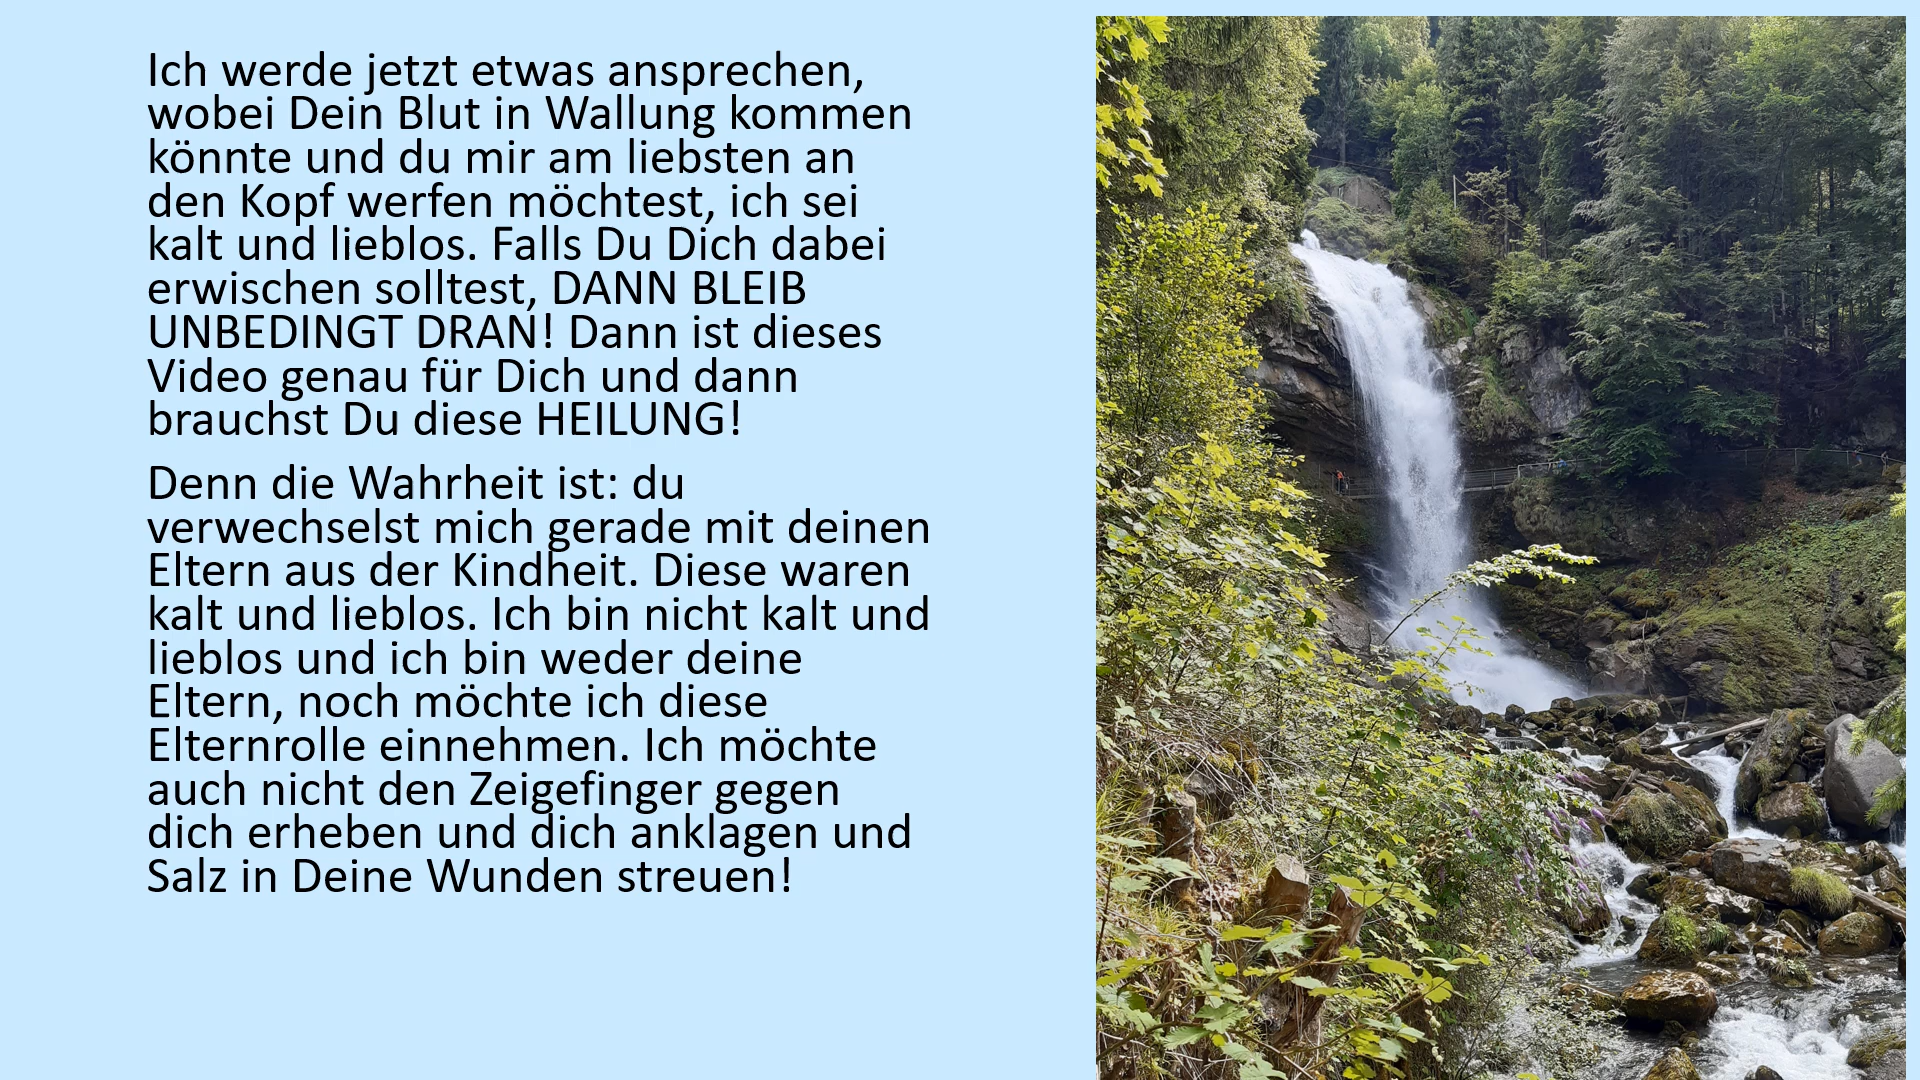 Ich werde jetzt etwas ansprechen,
wobei Dein Blut in Wallung kommen
könnte und du mir am liebsten an
den Kopf werfen möchtest, ich sei
kalt und lieblos. Falls Du Dich dabei
erwischen solltest, DANN BLEIB
UNBEDINGT DRAN! Dann ist dieses
Video genau für Dich und dann
brauchst Du diese HEILUNG!
Denn die Wahrheit ist: du
verwechselst mich gerade mit deinen
Eltern aus der Kindheit. Diese waren
kalt und lieblos. Ich bin nicht kalt und
lieblos und ich bin weder deine
Eltern, noch möchte ich diese
Elternrolle einnehmen. Ich möchte
auch nicht den Zeigefinger gegen
dich erheben und dich anklagen und
Salz in Deine Wunden streuen!